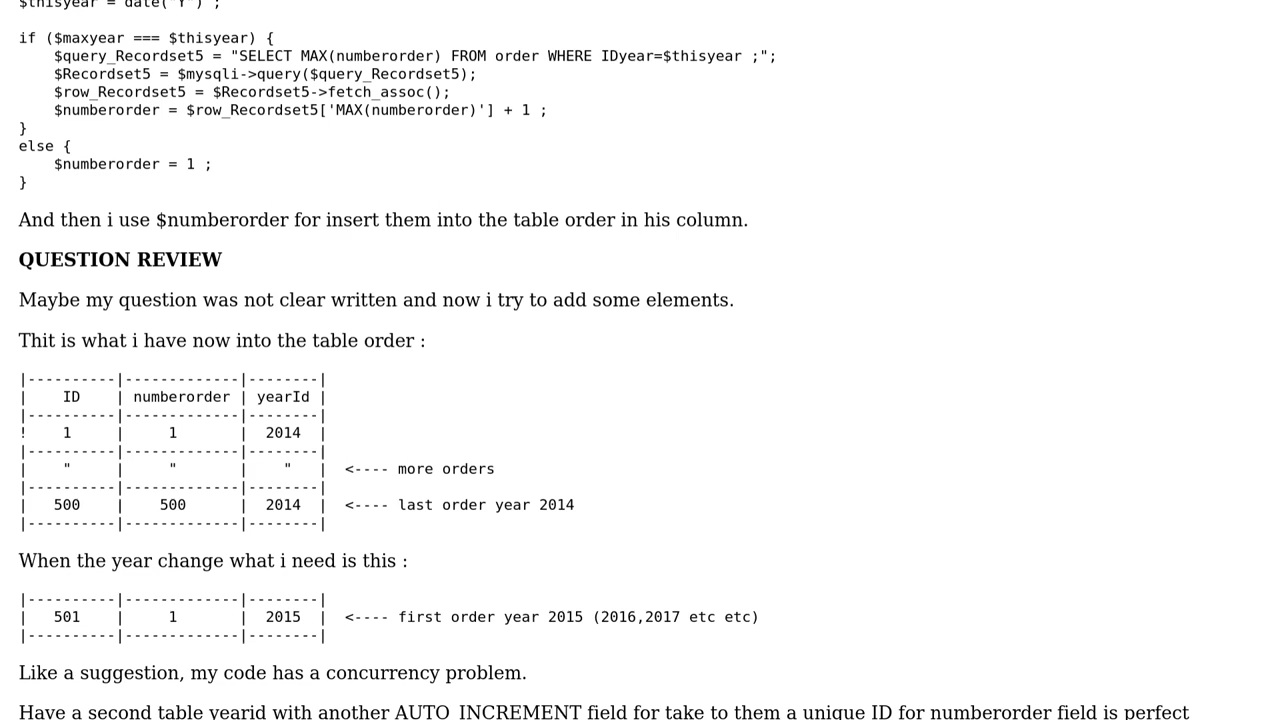 $thisyear = date("Y") ;
if ($maxyear === $thisyear) {
    $query_Recordset5 = "SELECT MAX(numberorder) FROM order WHERE IDyear=$thisyear ;";
    $Recordset5 = $mysqli->query($query_Recordset5);
    $row_Recordset5 = $Recordset5->fetch_assoc();
    $numberorder = $row_Recordset5['MAX(numberorder)'] + 1 ;
}
else {
    $numberorder = 1 ;
}
And then i use $numberorder for insert them into the table order in his column.
QUESTION REVIEW
Maybe my question was not clear written and now i try to add some elements.
Thit is what i have now into the table order :
|----------|-------------|--------|
|    ID    | numberorder | yearId |
|----------|-------------|--------|
!    1     |     1       |  2014  |
|----------|-------------|--------|
|    "     |     "       |    "   |  <---- more orders
|----------|-------------|--------|
|   500    |    500      |  2014  |  <---- last order year 2014
|----------|-------------|--------|
When the year change what i need is this :
|----------|-------------|--------|
|   501    |     1       |  2015  |  <---- first order year 2015 (2016,2017 etc etc)
|----------|-------------|--------|
Like a suggestion, my code has a concurrency problem.
Have a second table yearid with another AUTO_INCREMENT field for take to them a unique ID for numberorder field is perfect